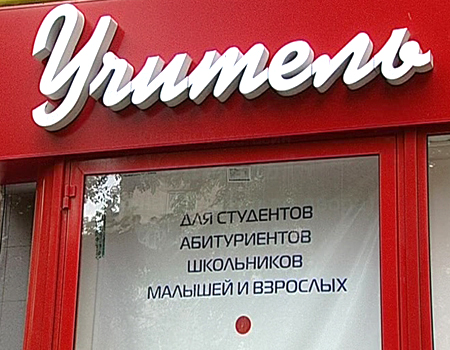 Учитель
ДЛЯ СТУДЕНТОВ
АБИТУРИЕНТОВ
ШКОЛЬНИКОВ
МАЛЫШЕЙ И ВЗРОСЛЫХ